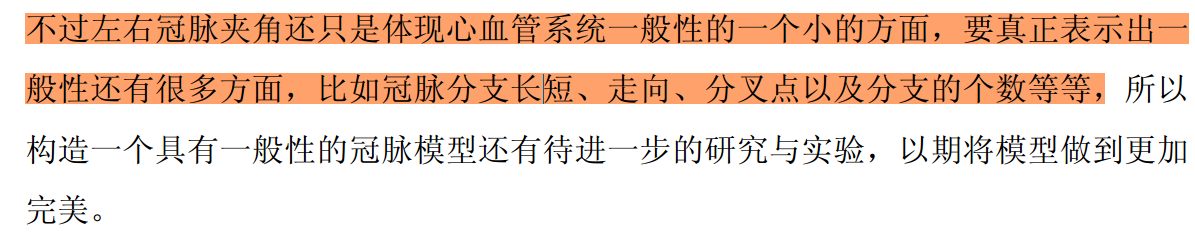 不过左右冠脉夹角还只是体现心血管系统一般性的一个小的方面，要真正表示出一
般性还有很多方面，比如冠脉分支长短、走向、分叉点以及分支的个数等等，所以
构造一个具有一般性的冠脉模型还有待进一步的研究与实验，以期将模型做到更加
完美。